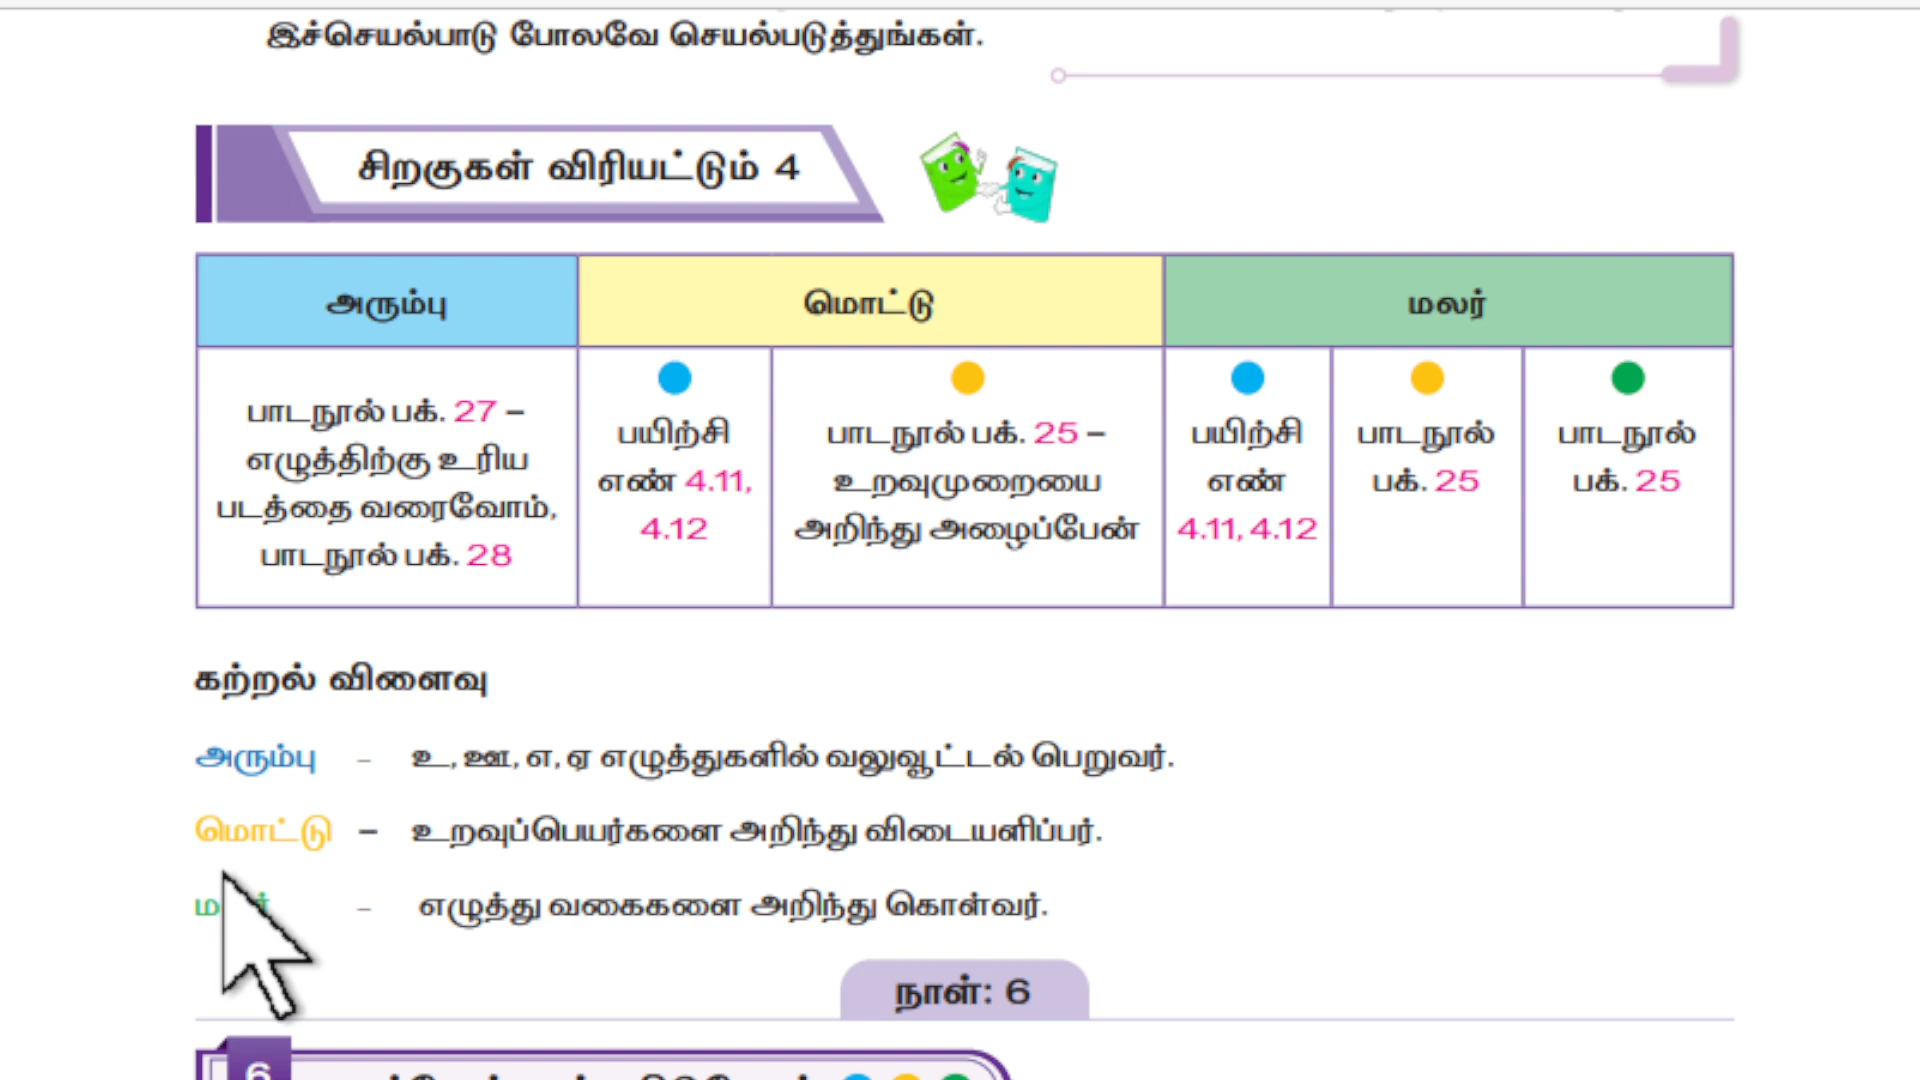 இச்செயல்பாடு போலவே செயல்படுத்துங்கள்.
சிறகுகள் விரியட்டும் 4
அரும்பு
மொட்டு
மலர்
பாடநூல் பக். 27 –
எழுத்திற்கு உரிய
படத்தை வரைவோம்,
பாடநூல் பக். 28
பயிற்சி
எண் 4.11,
4.12
பாடநூல் பக். 25 –
உறவுமுறையை
அறிந்து அழைப்பேன்
பயிற்சி
எண்
4.11, 4.12
பாடநூல்
பக். 25
பாடநூல்
பக். 25
கற்றல் விளைவு
அரும்பு – உ, ஊ, எ, ஏ எழுத்துகளில் வலுவூட்டல் பெறுவர்.
மொட்டு – உறவுப்பெயர்களை அறிந்து விடையளிப்பர்.
– எழுத்து வகைகளை அறிந்து கொள்வர்.
நாள்: 6
6